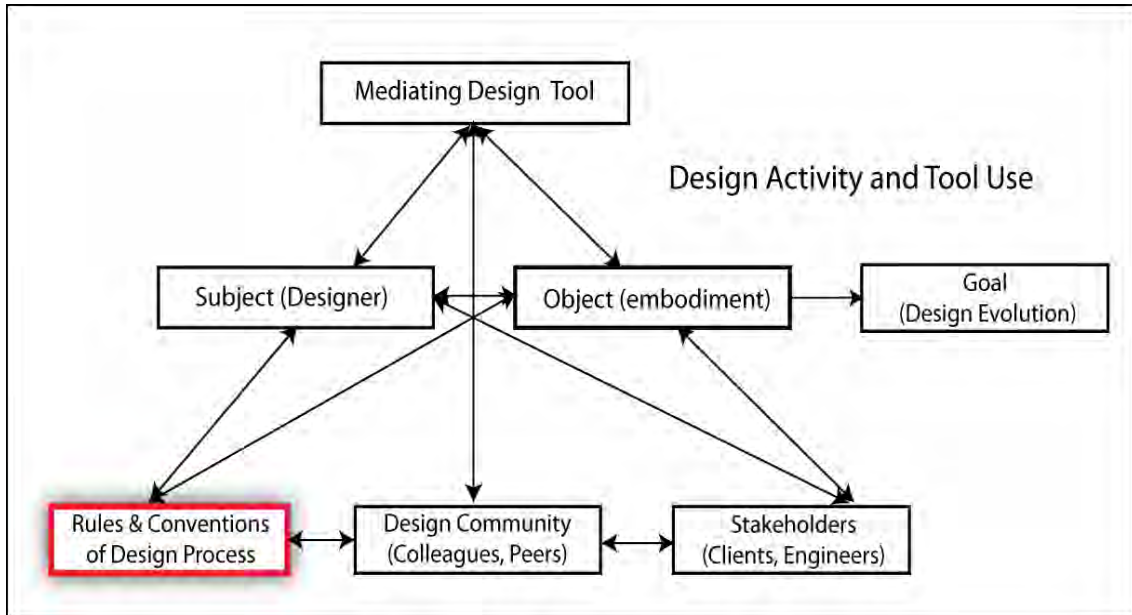 Mediating Design Tool
Design Activity and Tool Use
Subject (Designer)
Object (embodiment)
Goal
(Design Evolution)
Rules & Conventions
of Design Process
Design Community
(Colleagues, Peers)
Stakeholders
(Clients, Engineers)